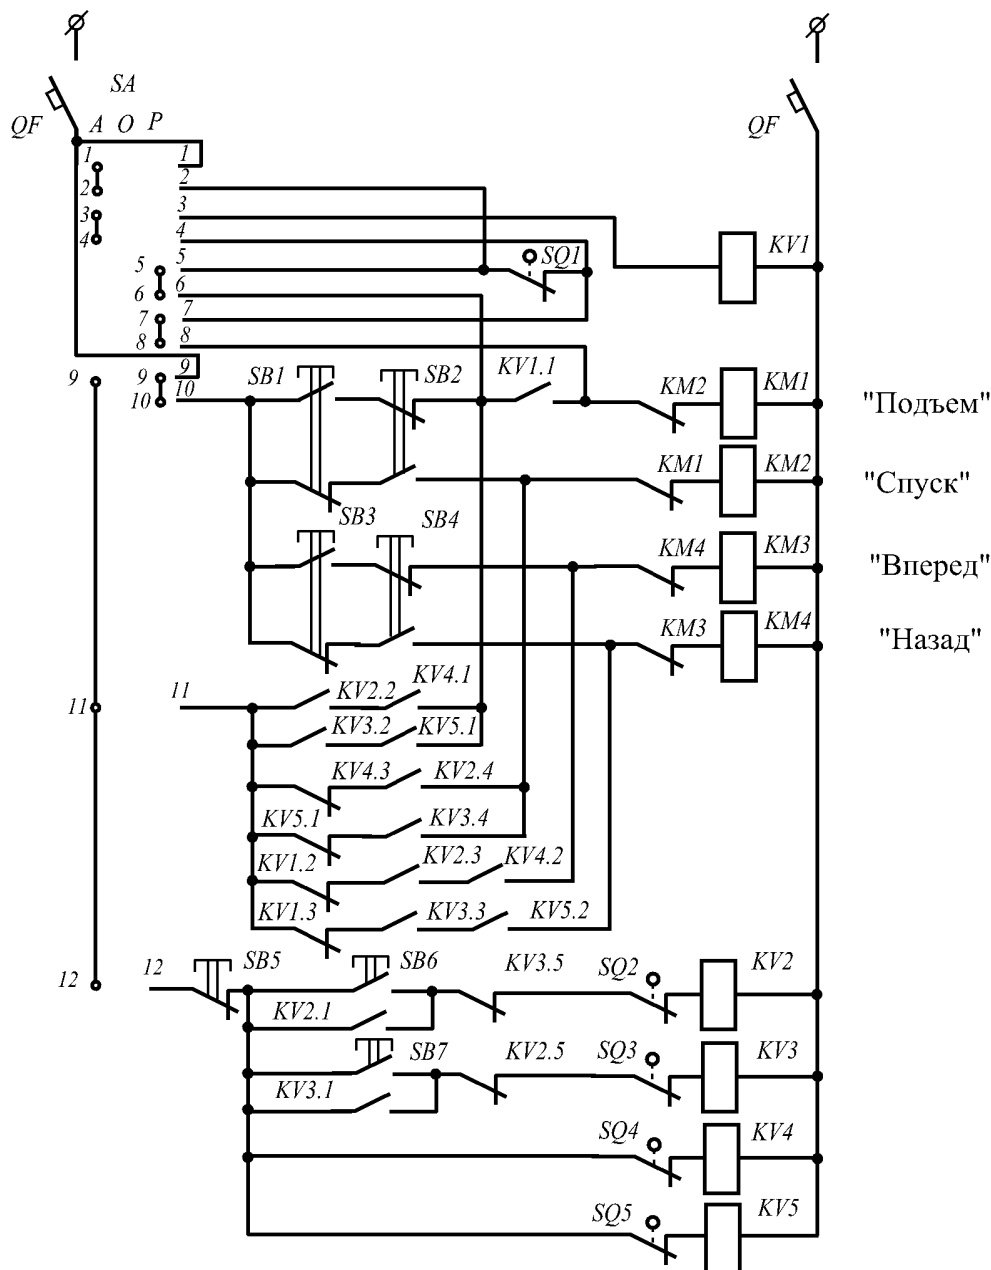 SA
QF
A O P
QF
1
1
2
2
3
3
4
4
5
5
SQ1
KV1
6
6
7
7
8
8
9
9
9
10
10
SB1
SB2
KV1.1
KM2
KM1
"Подъем"
KM1
KM2
"Спуск"
SB3
SB4
KM4
KM3
"Вперед"
KM3
KM4
"Назад"
11
11
KV2.2
KV4.1
KV3.2
KV5.1
KV4.3
KV2.4
KV5.1
KV3.4
KV1.2
KV2.3
KV4.2
KV1.3
KV3.3
KV5.2
12
12
SB5
SB6
KV3.5
SQ2
KV2
KV2.1
SB7
KV2.5
SQ3
KV3
KV3.1
SQ4
KV4
SQ5
KV5